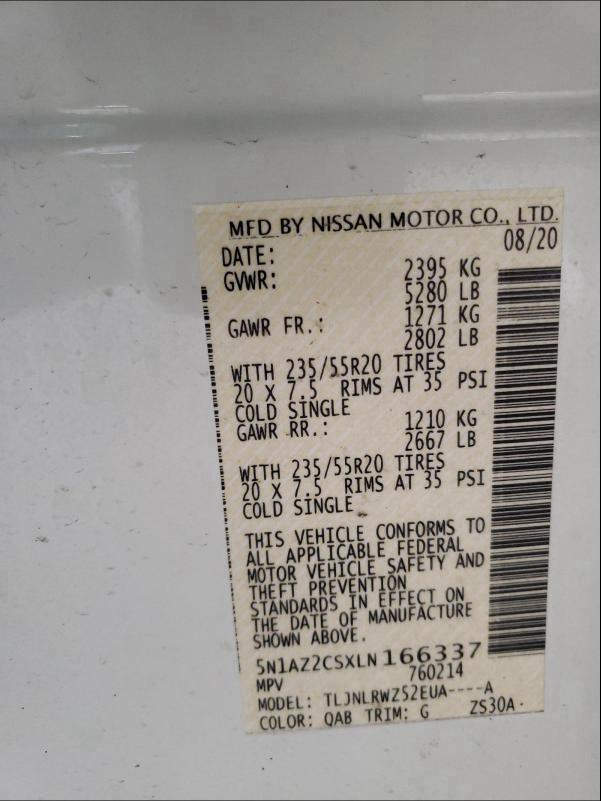 MFD BY NISSAN MOTOR CO., LTD.
DATE: 08/20
GVWR: 2395 KG
5280 LB
GAWR FR.: 1271 KG
2802 LB
WITH 235/55R20 TIRES
20 X 7.5 RIMS AT 35 PSI
COLD SINGLE
GAWR RR.: 1210 KG
2667 LB
WITH 235/55R20 TIRES
20 X 7.5 RIMS AT 35 PSI
COLD SINGLE
THIS VEHICLE CONFORMS TO
ALL APPLICABLE FEDERAL
MOTOR VEHICLE SAFETY AND
THEFT PREVENTION
STANDARDS IN EFFECT ON
THE DATE OF MANUFACTURE
SHOWN ABOVE.
5N1AZ2CSXLN166337
MPV 760214
MODEL: TLJNLRWZ52EUA----A
COLOR: QAB TRIM: G ZS30A